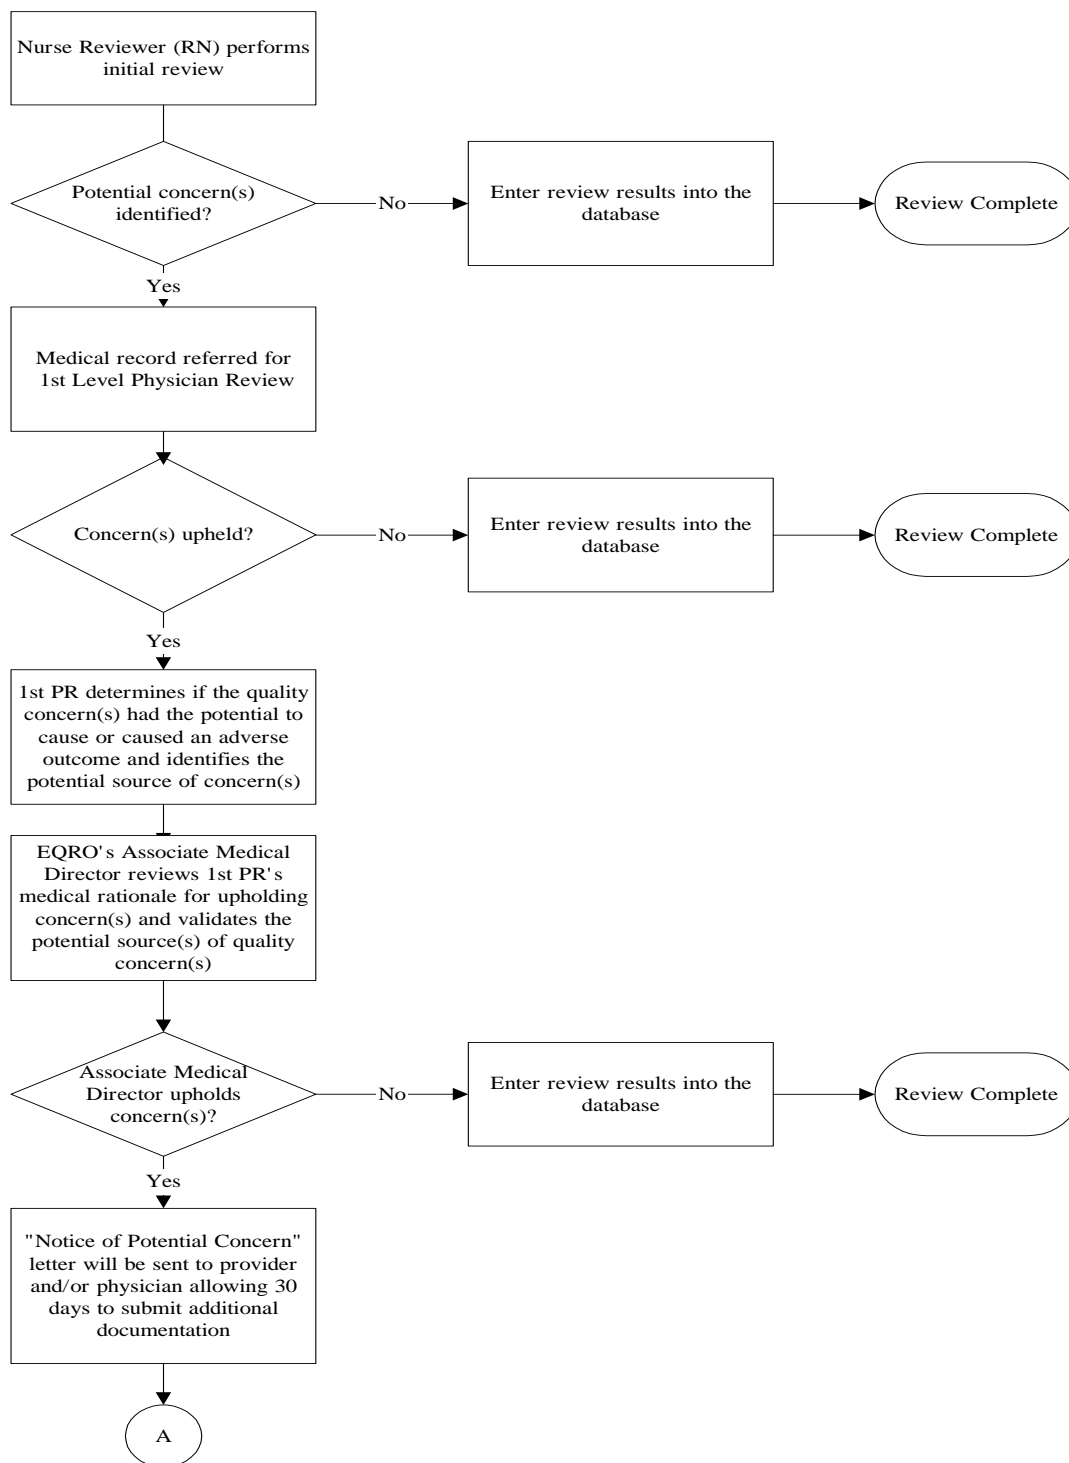 Nurse Reviewer (RN) performs
initial review
Potential concern(s)
identified?
No
Enter review results into the
database
Review Complete
Yes
Medical record referred for
1st Level Physician Review
Concern(s) upheld?
No
Enter review results into the
database
Review Complete
Yes
1st PR determines if the quality
concern(s) had the potential to
cause or caused an adverse
outcome and identifies the
potential source of concern(s)
EQRO's Associate Medical
Director reviews 1st PR's
medical rationale for upholding
concern(s) and validates the
potential source(s) of quality
concern(s)
Associate Medical
Director upholds
concern(s)?
No
Enter review results into the
database
Review Complete
Yes
"Notice of Potential Concern"
letter will be sent to provider
and/or physician allowing 30
days to submit additional
documentation
A